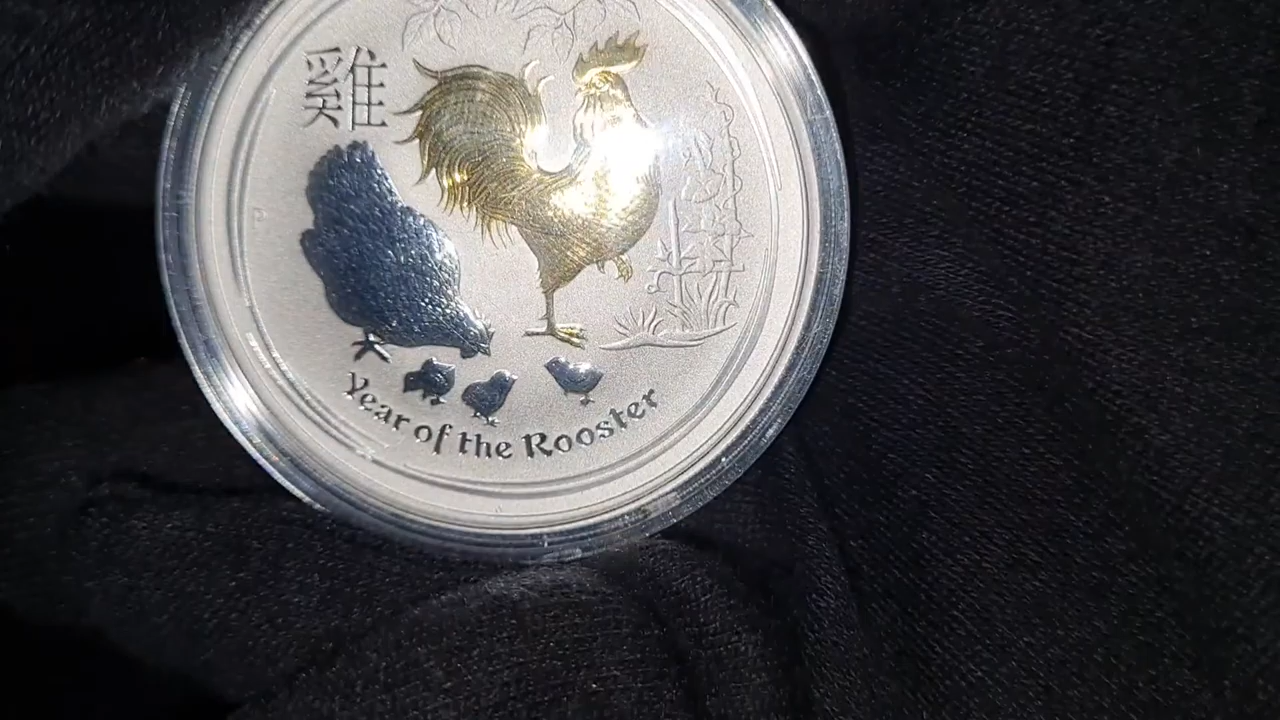 雞
Year of the Rooster